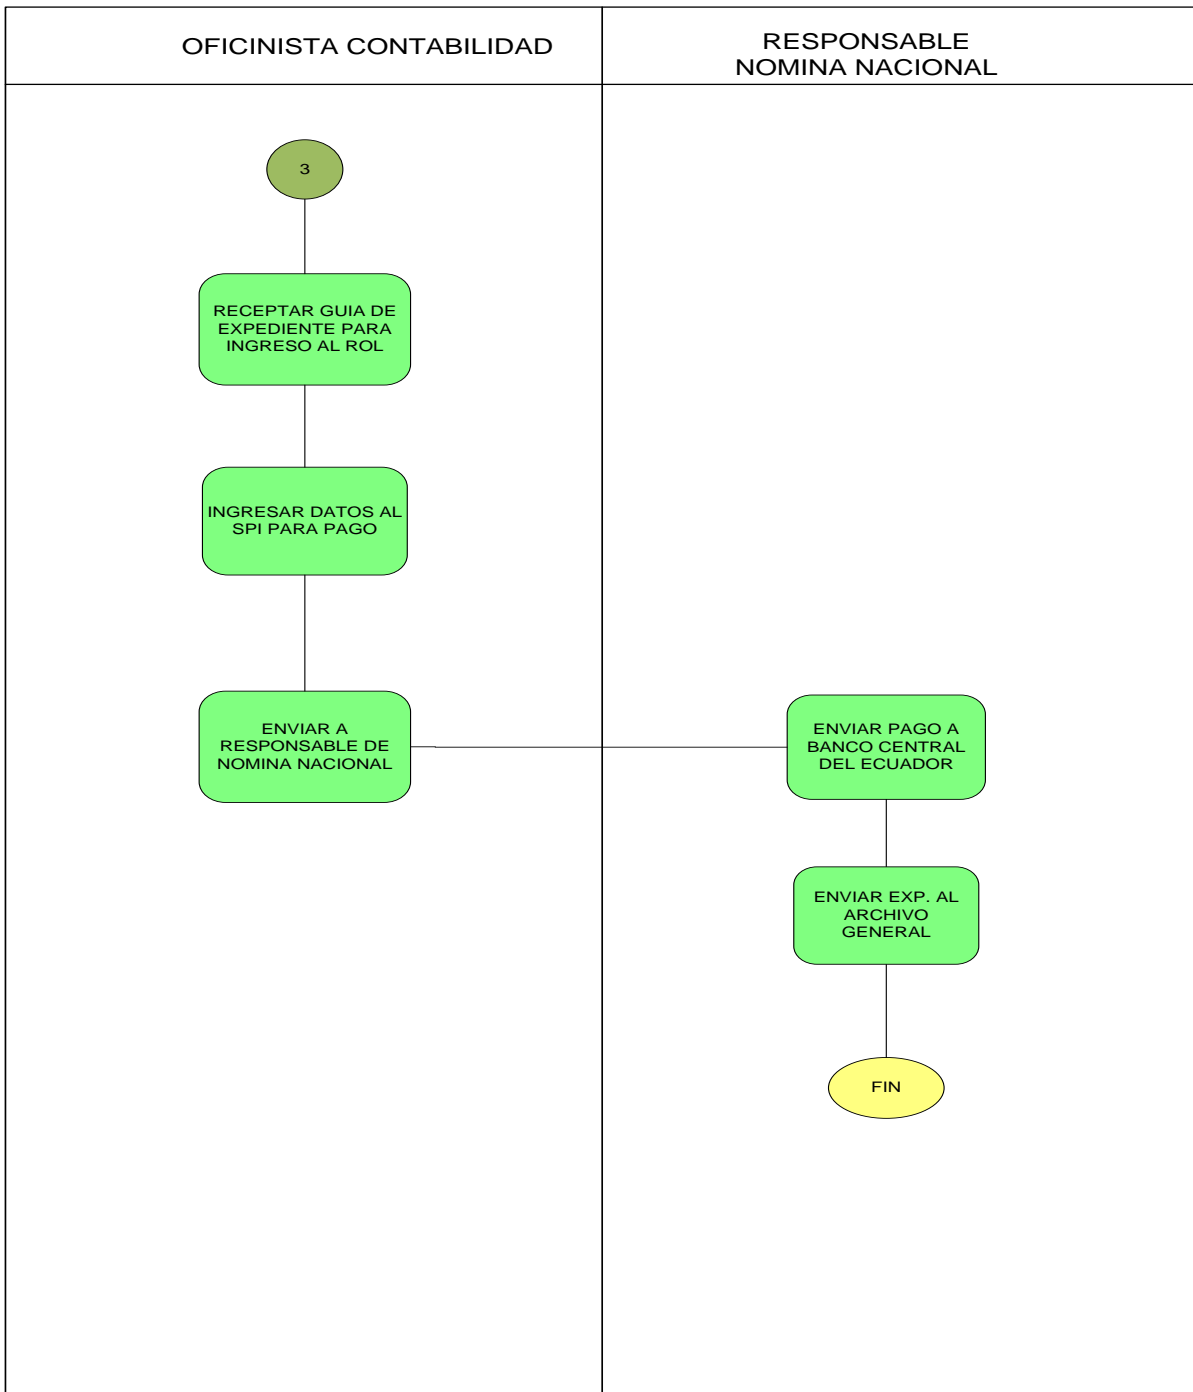 OFICINISTA CONTABILIDAD
RESPONSABLE
NOMINA NACIONAL
3
RECEPTAR GUIA DE
EXPEDIENTE PARA
INGRESO AL ROL
INGRESAR DATOS AL
SPI PARA PAGO
ENVIAR A
RESPONSABLE DE
NOMINA NACIONAL
ENVIAR PAGO A
BANCO CENTRAL
DEL ECUADOR
ENVIAR EXP. AL
ARCHIVO
GENERAL
FIN